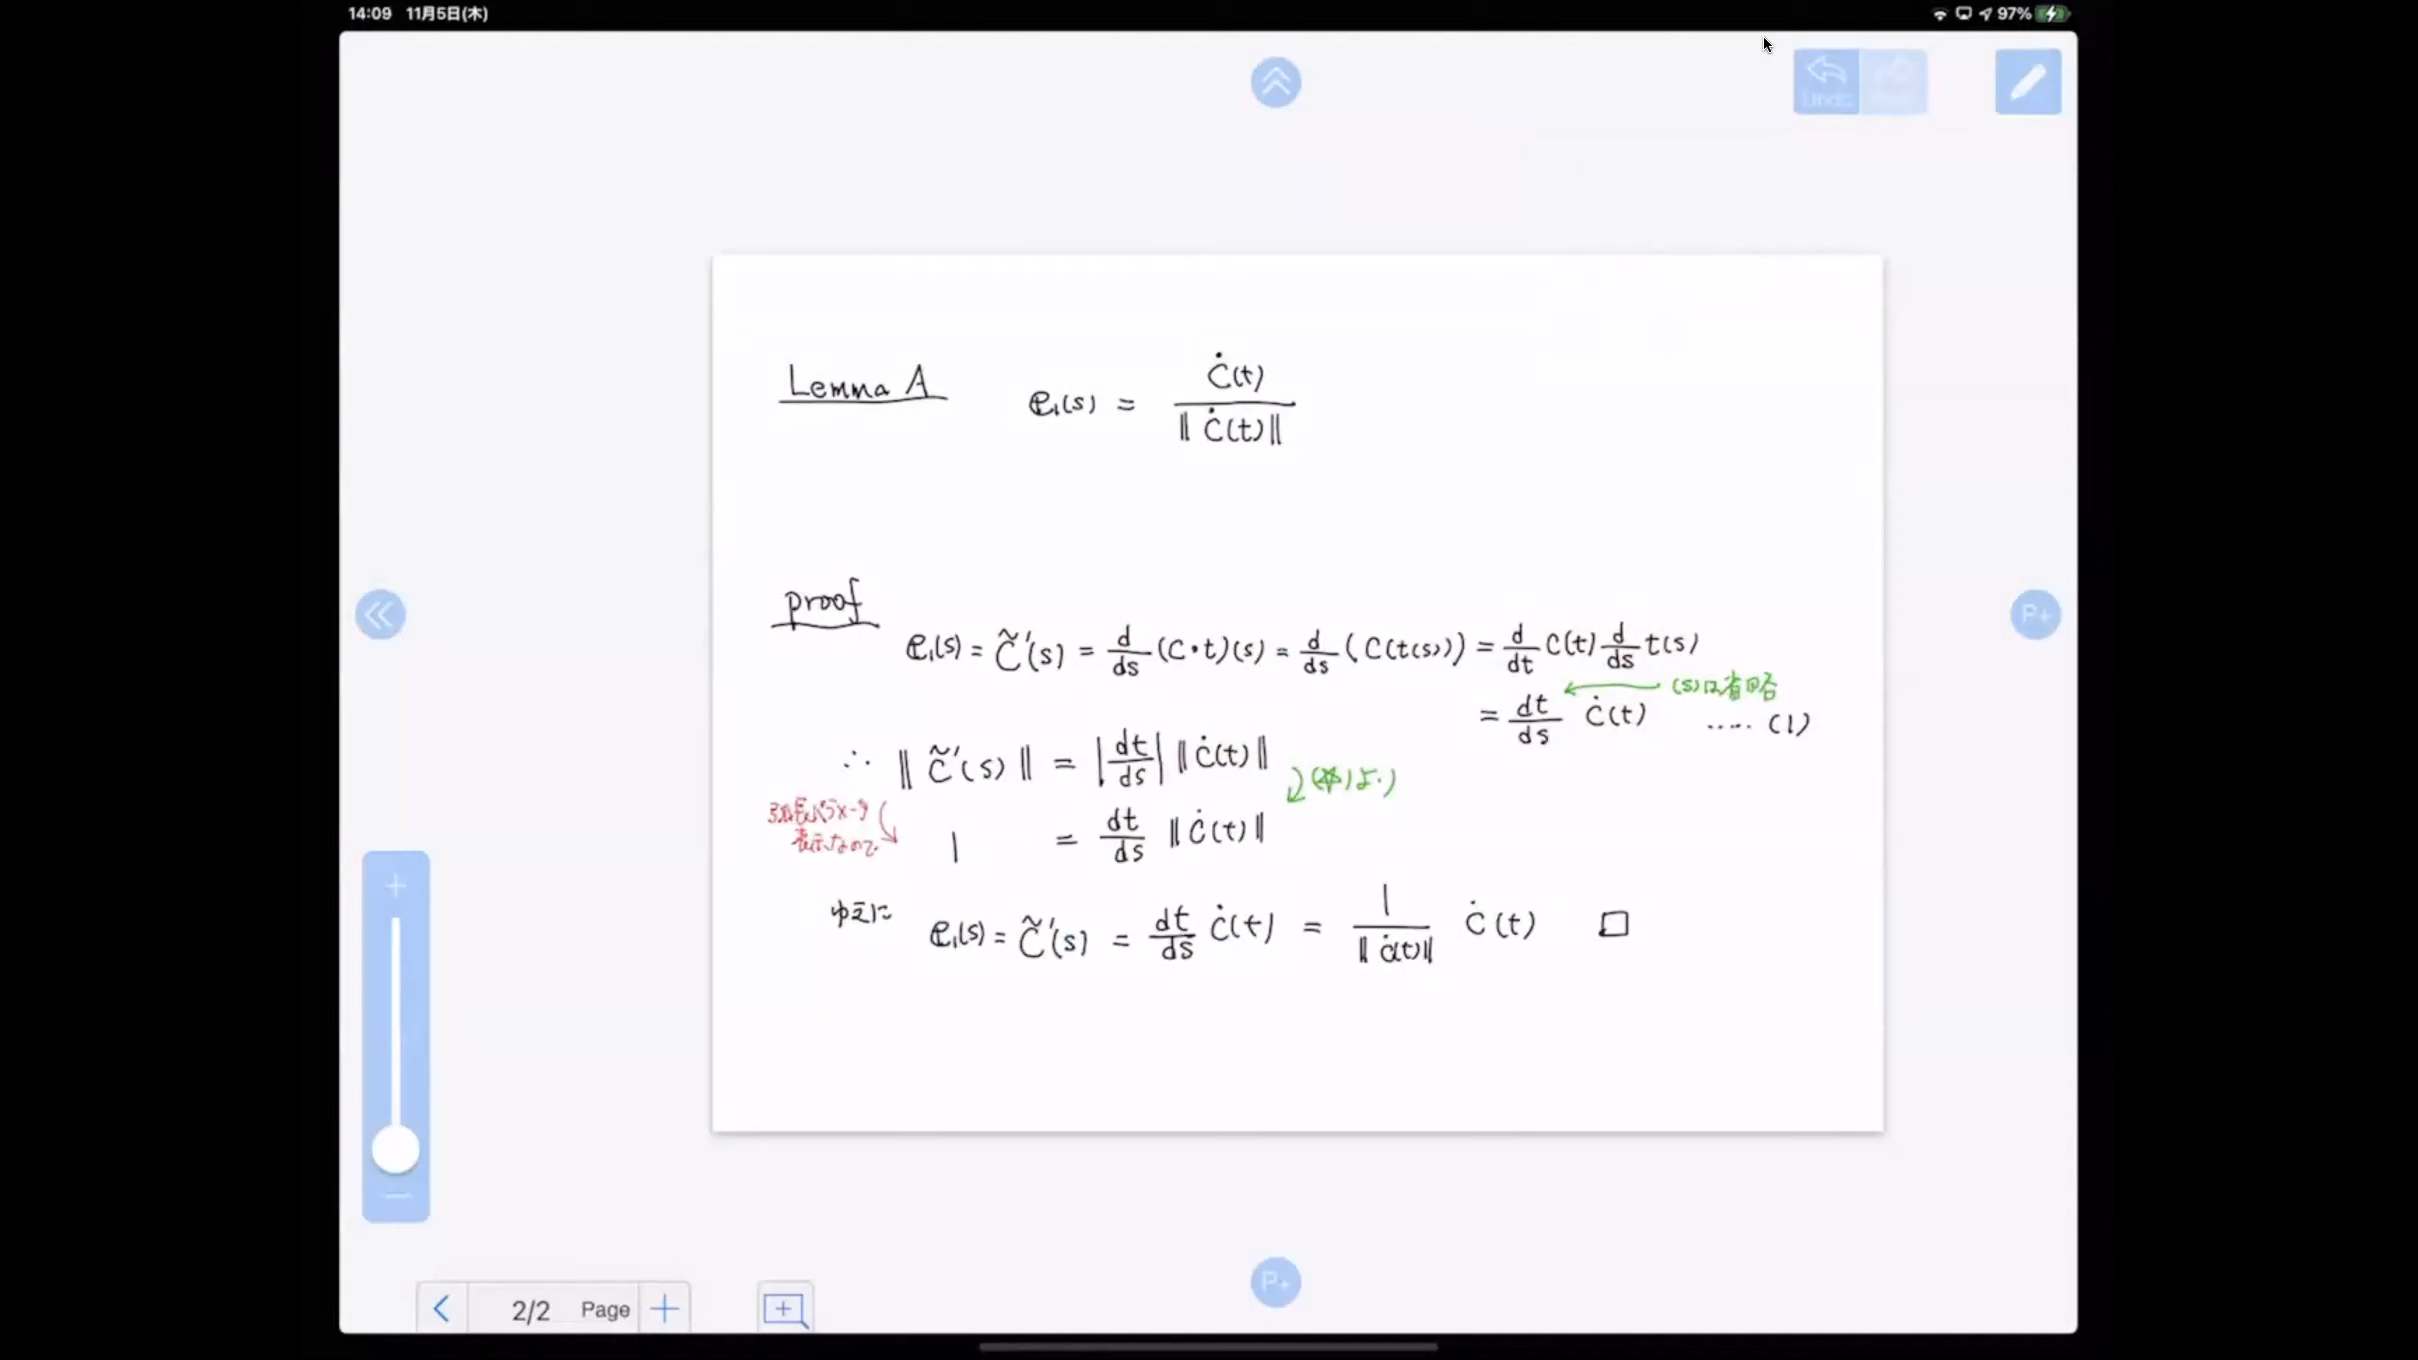 14:09 11月5日(木)
97%
Undo
Lemma A e₁(s) = Ċ(t) / ‖Ċ(t)‖
proof
e₁(s) = C̃'(s) = d/ds (C∘t)(s) = d/ds (C(t(s))) = d/dt C(t) d/ds t(s)
(s)は省略
= dt/ds Ċ(t) ····· (1)
∴ ‖C̃'(s)‖ = |dt/ds| ‖Ċ(t)‖
(☆)より
弧長パラメータ
表示なので
1 = dt/ds ‖Ċ(t)‖
ゆえに e₁(s) = C̃'(s) = dt/ds Ċ(t) = 1/‖Ċ(t)‖ Ċ(t) □
P+
P+
2/2 Page